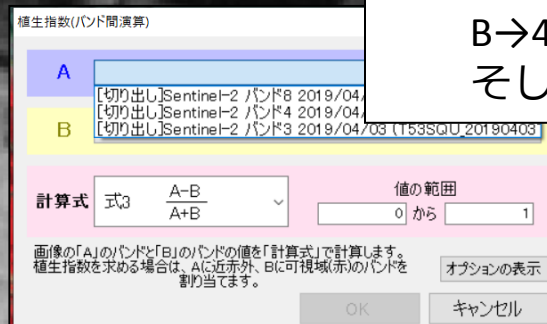 植生指数(バンド間演算)
B→4
そし
A
[切り出し]Sentinel-2 バンド8 2019/04/
[切り出し]Sentinel-2 バンド4 2019/04/
[切り出し]Sentinel-2 バンド3 2019/04/03 (T53SQU_20190403
B
計算式 式3 A-B
A+B
値の範囲
0 から 1
画像の「A」のバンドと「B」のバンドの値を「計算式」で計算します。
植生指数を求める場合は、Aに近赤外、Bに可視域(赤)のバンドを
割り当てます。
オプションの表示
OK キャンセル